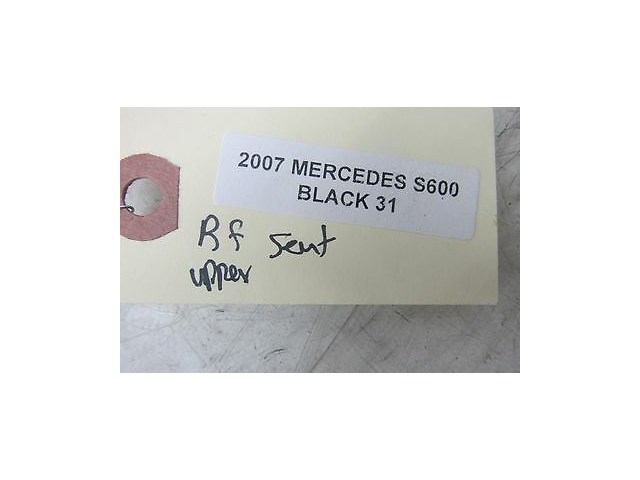 2007 MERCEDES S600
BLACK 31
Rf seat
upper